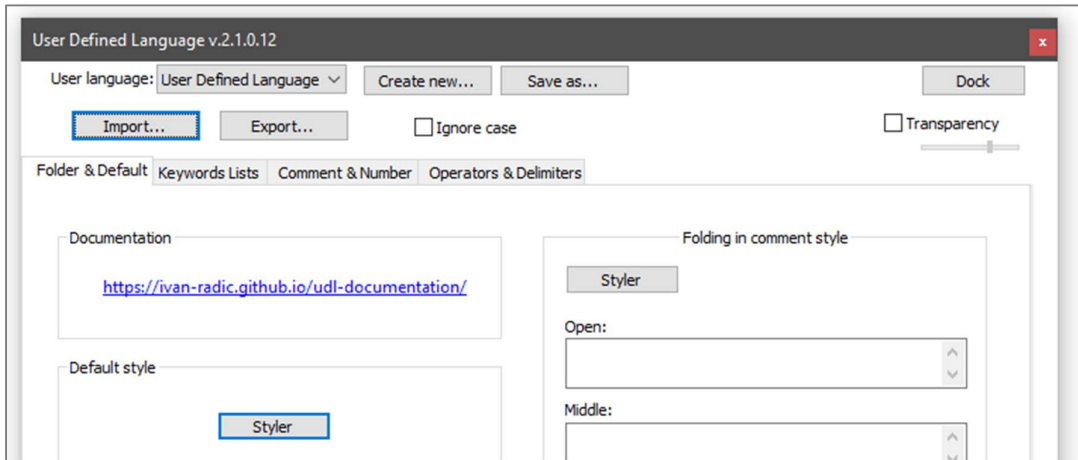 User Defined Language v.2.1.0.12
x
User language: User Defined Language Create new... Save as... Dock
Import... Export... Ignore case Transparency
Folder & Default Keywords Lists Comment & Number Operators & Delimiters
Documentation
https://ivan-radic.github.io/udl-documentation/
Default style
Styler
Folding in comment style
Styler
Open:
Middle: